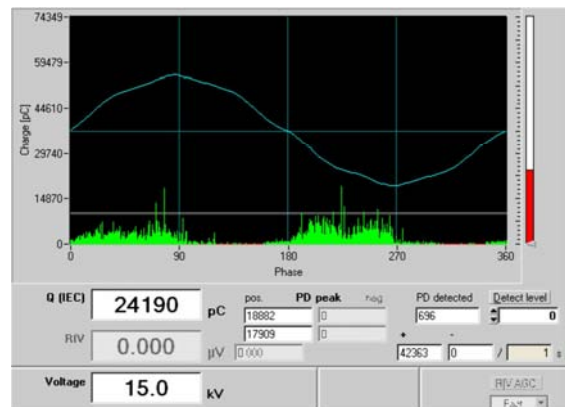 74349
59479
44610
29740
14870
0
Charge [pC]
0 90 180 270 360
Phase
Q (IEC) 24190 pC
RIV 0.000 µV
pos. PD peak neg
18882 0
17909 0
0.000
PD detected
696
Detect level
0
+ -
42363 0 / 1 s
Voltage 15.0 kV
RIV AGC